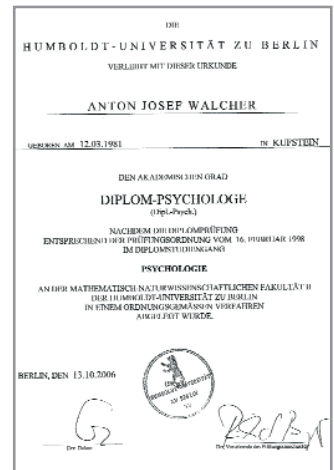 DIE
HUMBOLDT-UNIVERSITÄT ZU BERLIN
VERLEIHT MIT DIESER URKUNDE
ANTON JOSEF WALCHER
GEBOREN AM 12.03.1981 IN KUFSTEIN
DEN AKADEMISCHEN GRAD
DIPLOM-PSYCHOLOGE
(Dipl.-Psych.)
NACHDEM DIE DIPLOMPRÜFUNG
ENTSPRECHEND DER PRÜFUNGSORDNUNG VOM 16. FEBRUAR 1998
IM DIPLOMSTUDIENGANG
PSYCHOLOGIE
AN DER MATHEMATISCH-NATURWISSENSCHAFTLICHEN FAKULTÄT II
DER HUMBOLDT-UNIVERSITÄT ZU BERLIN
IN EINEM ORDNUNGSGEMÄSSEN VERFAHREN
ABGELEGT WURDE.
BERLIN, DEN 13.10.2006
Der Dekan